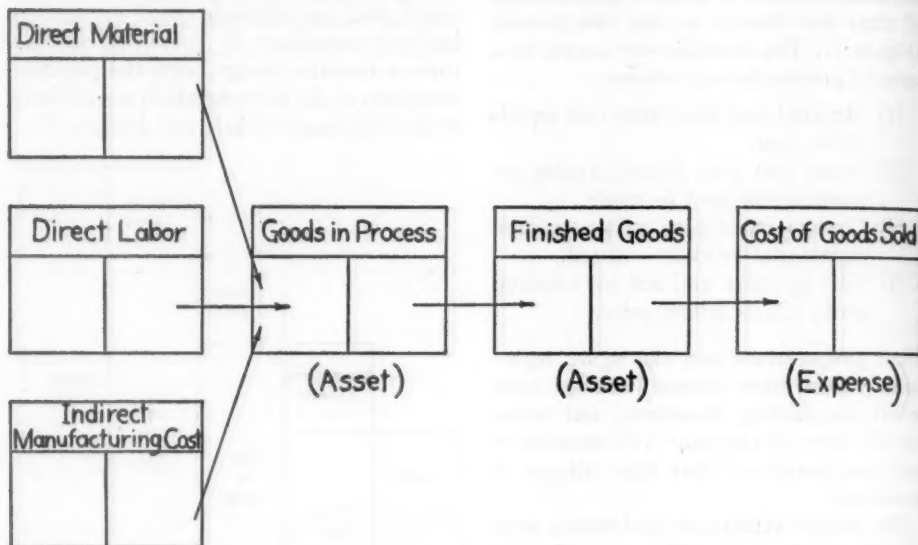 Direct Material
Direct Labor
Goods in Process
Finished Goods
Cost of Goods Sold
(Asset)
(Asset)
(Expense)
Indirect
Manufacturing Cost